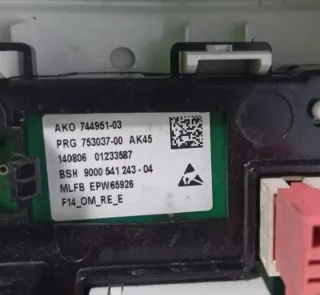 AKO 744951-03
PRG 753037-00 AK45
140806 01233587
BSH 9000 541 243 - 04
MLFB EPW65926
F14_OM_RE_E